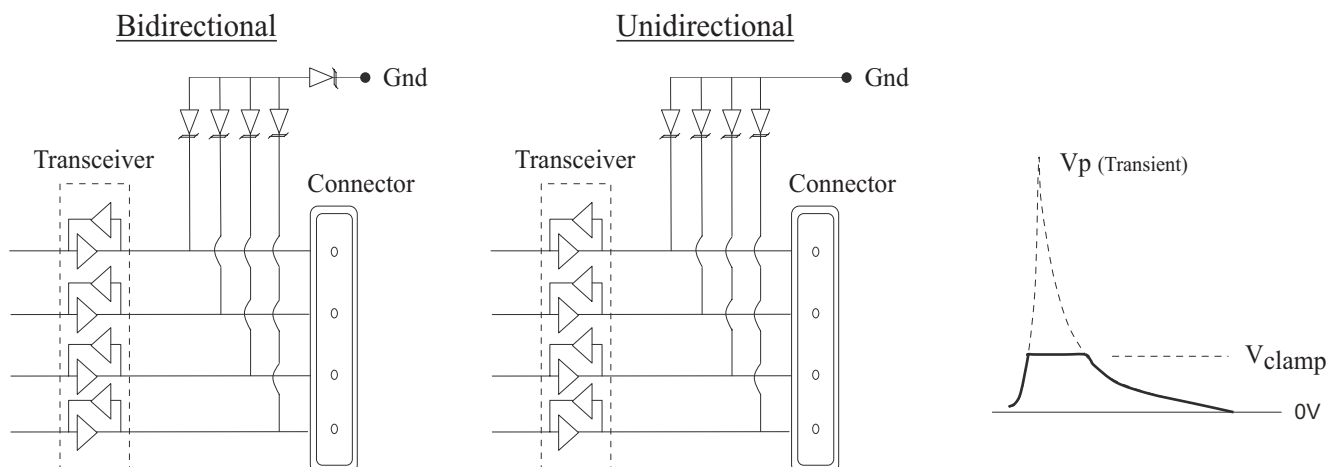 Bidirectional
Gnd
Transceiver
Connector
Unidirectional
Gnd
Transceiver
Connector
Vp (Transient)
Vclamp
0V